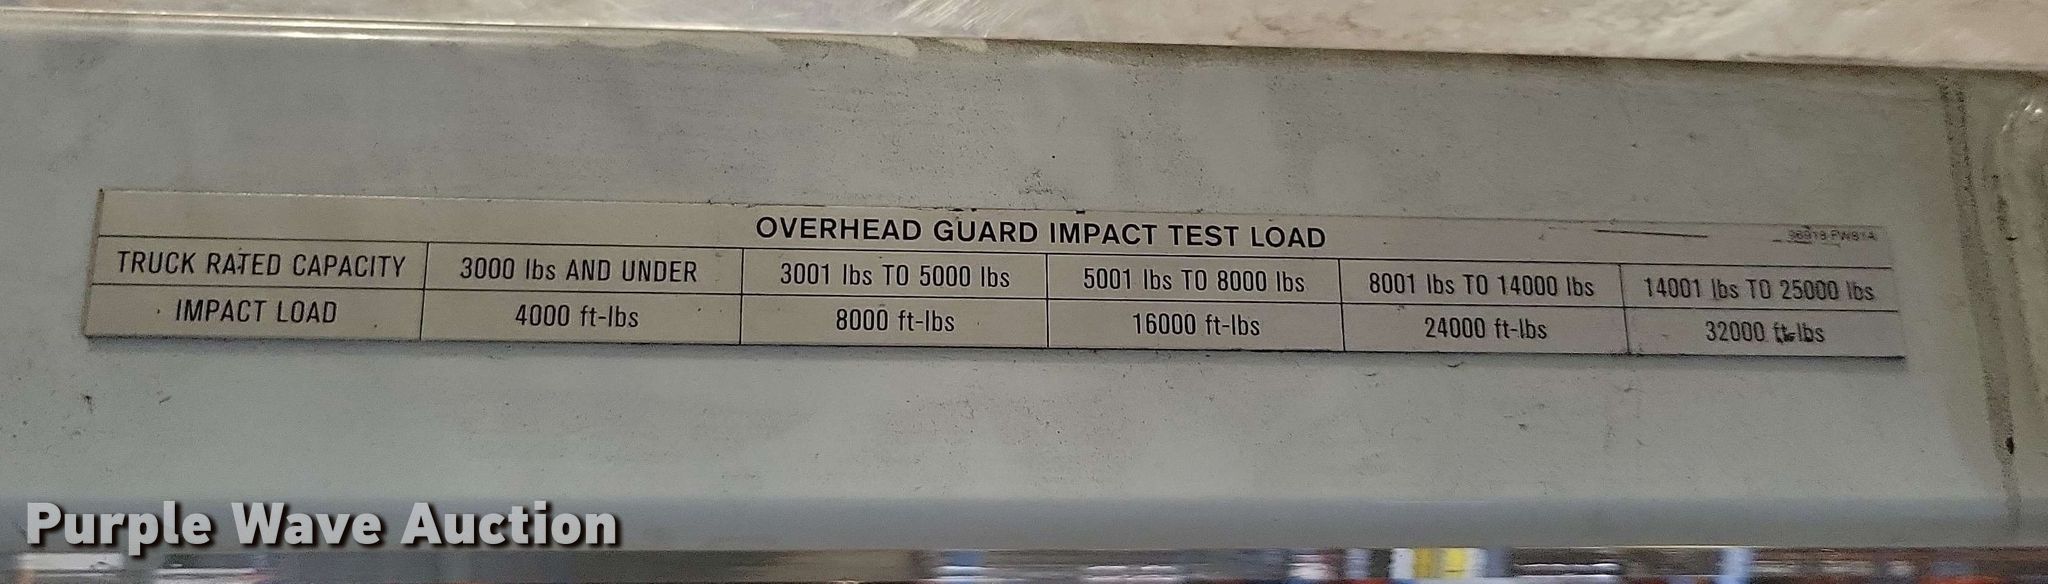 OVERHEAD GUARD IMPACT TEST LOAD
TRUCK RATED CAPACITY 3000 lbs AND UNDER 3001 lbs TO 5000 lbs 5001 lbs TO 8000 lbs 8001 lbs TO 14000 lbs 14001 lbs TO 25000 lbs
IMPACT LOAD 4000 ft-lbs 8000 ft-lbs 16000 ft-lbs 24000 ft-lbs 32000 ft-lbs
Purple Wave Auction